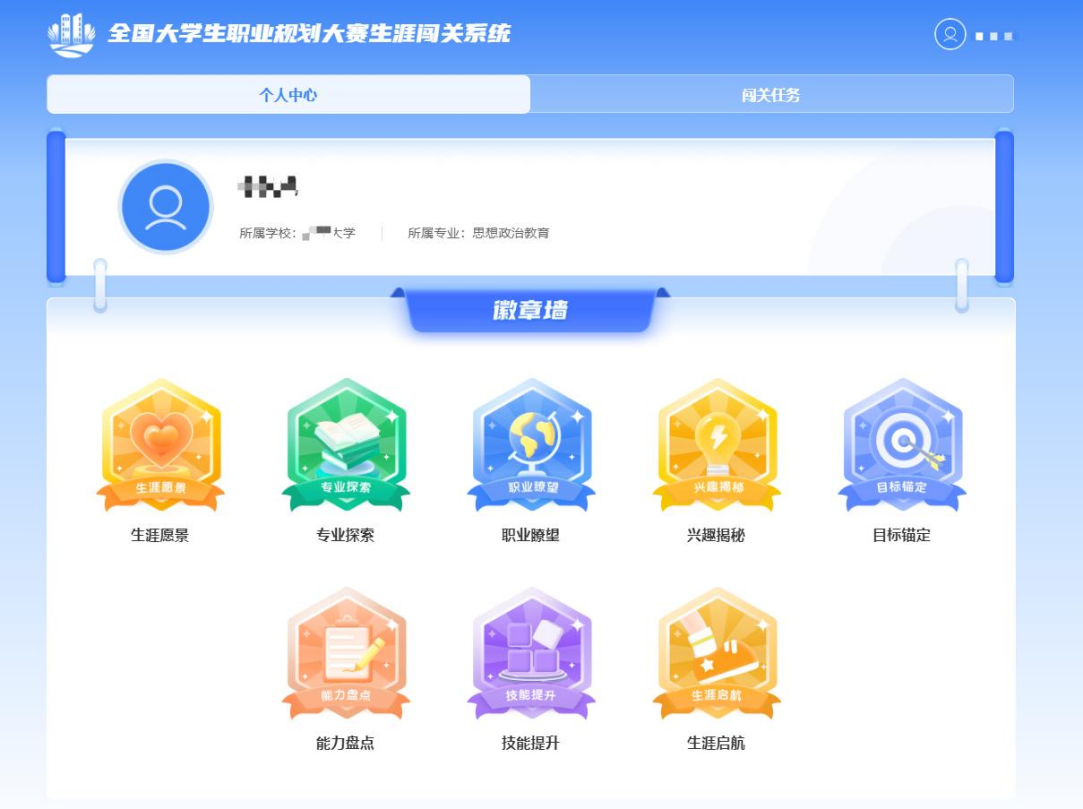 全国大学生职业规划大赛生涯闯关系统
个人中心
闯关任务
所属学校：大学
所属专业：思想政治教育
徽章墙
生涯愿景
专业探索
职业瞭望
兴趣揭秘
目标锚定
生涯愿景
专业探索
职业瞭望
兴趣揭秘
目标锚定
能力盘点
技能提升
生涯启航
能力盘点
技能提升
生涯启航